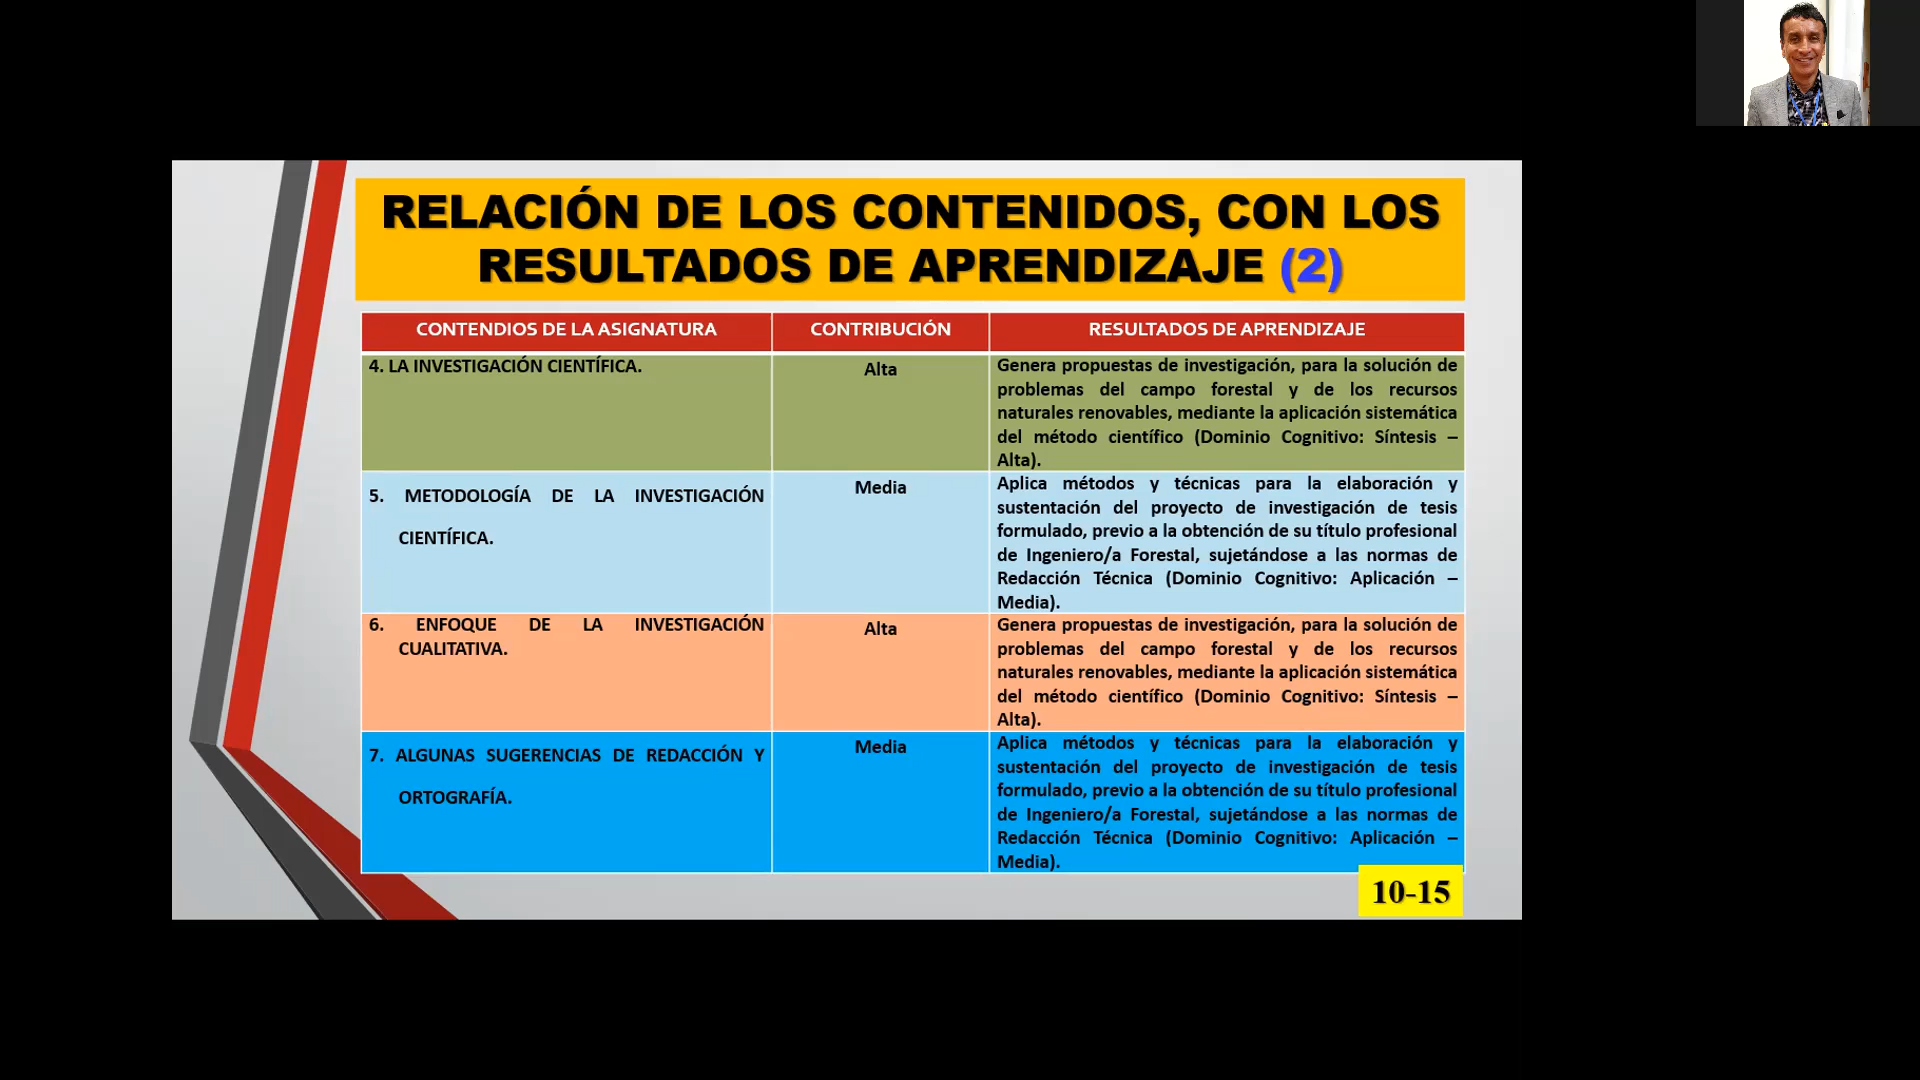 RELACIÓN DE LOS CONTENIDOS, CON LOS
RESULTADOS DE APRENDIZAJE (2)
CONTENDIOS DE LA ASIGNATURA
CONTRIBUCIÓN
RESULTADOS DE APRENDIZAJE
4. LA INVESTIGACIÓN CIENTÍFICA.
Alta
Genera propuestas de investigación, para la solución de
problemas del campo forestal y de los recursos
naturales renovables, mediante la aplicación sistemática
del método científico (Dominio Cognitivo: Síntesis –
Alta).
5. METODOLOGÍA DE LA INVESTIGACIÓN
CIENTÍFICA.
Media
Aplica métodos y técnicas para la elaboración y
sustentación del proyecto de investigación de tesis
formulado, previo a la obtención de su título profesional
de Ingeniero/a Forestal, sujetándose a las normas de
Redacción Técnica (Dominio Cognitivo: Aplicación –
Media).
6. ENFOQUE DE LA INVESTIGACIÓN
CUALITATIVA.
Alta
Genera propuestas de investigación, para la solución de
problemas del campo forestal y de los recursos
naturales renovables, mediante la aplicación sistemática
del método científico (Dominio Cognitivo: Síntesis –
Alta).
7. ALGUNAS SUGERENCIAS DE REDACCIÓN Y
ORTOGRAFÍA.
Media
Aplica métodos y técnicas para la elaboración y
sustentación del proyecto de investigación de tesis
formulado, previo a la obtención de su título profesional
de Ingeniero/a Forestal, sujetándose a las normas de
Redacción Técnica (Dominio Cognitivo: Aplicación –
Media).
10-15